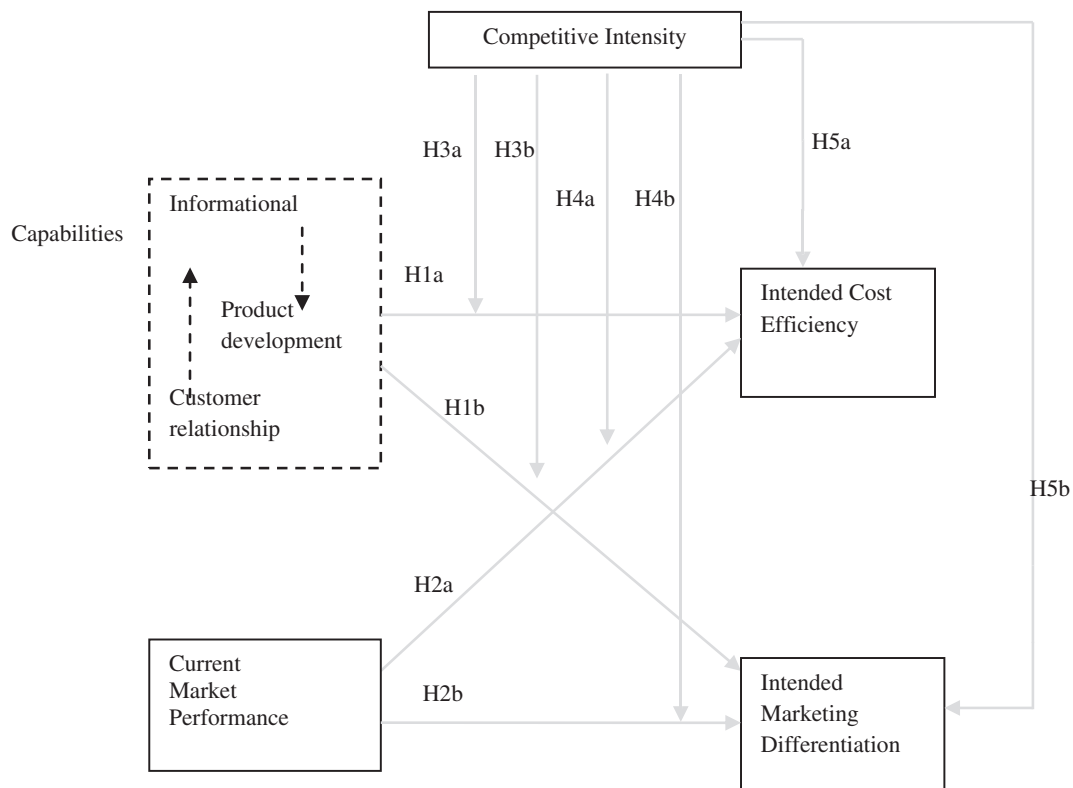 Competitive Intensity
H3a
H3b
H5a
H4a
H4b
Capabilities
Informational
Product
development
Customer
relationship
H1a
H1b
Intended Cost
Efficiency
H5b
H2a
H2b
Current
Market
Performance
Intended
Marketing
Differentiation